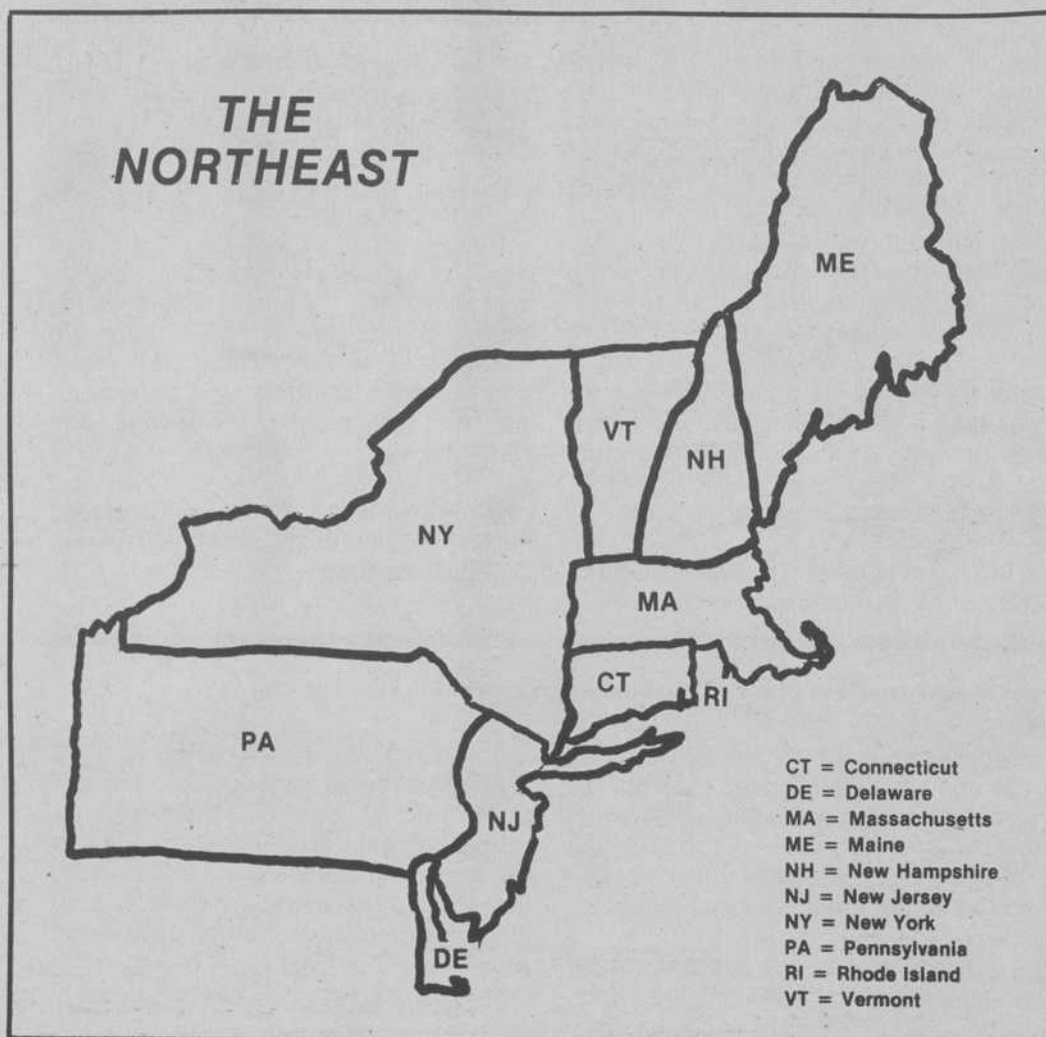 THE
NORTHEAST
ME
VT
NH
NY
MA
CT
RI
PA
NJ
DE
CT = Connecticut
DE = Delaware
MA = Massachusetts
ME = Maine
NH = New Hampshire
NJ = New Jersey
NY = New York
PA = Pennsylvania
RI = Rhode Island
VT = Vermont